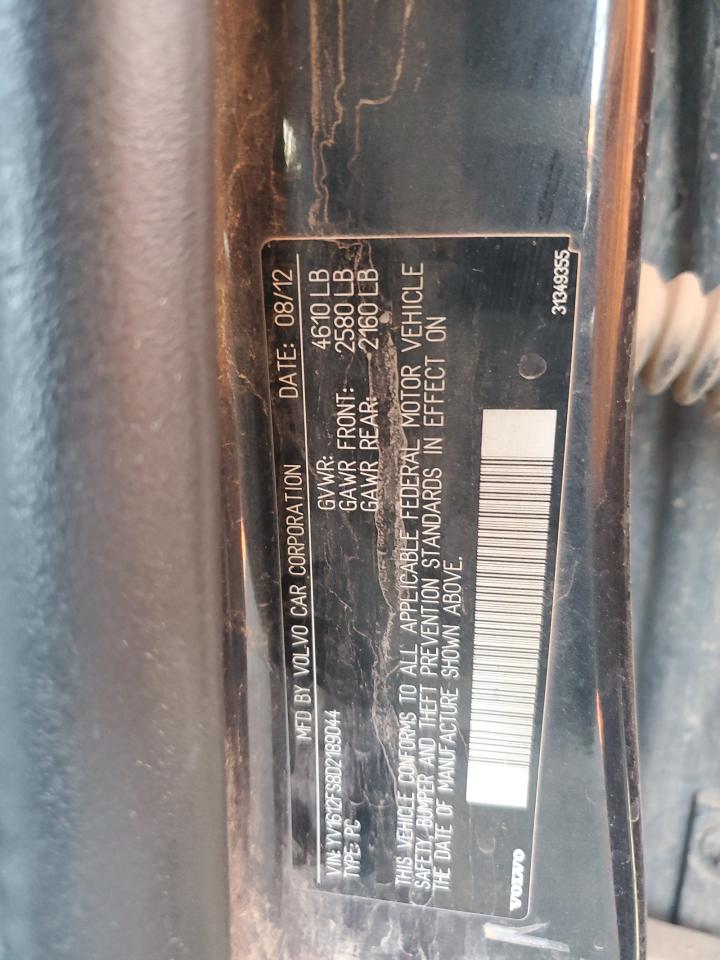 MFD BY VOLVO CAR CORPORATION DATE: 08/12
GVWR: 4610 LB
VIN: YV1612FS8D2189044 GAWR FRONT: 2580 LB
TYPE: PC GAWR REAR: 2160 LB
THIS VEHICLE CONFORMS TO ALL APPLICABLE FEDERAL MOTOR VEHICLE
SAFETY, BUMPER AND THEFT PREVENTION STANDARDS IN EFFECT ON
THE DATE OF MANUFACTURE SHOWN ABOVE.
VOLVO 31349355